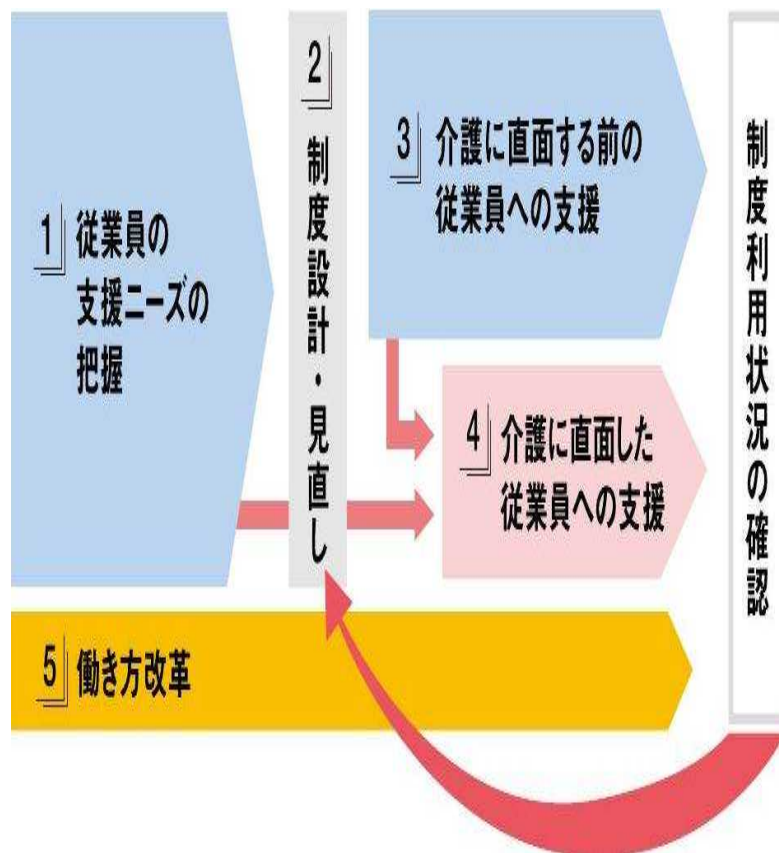 1 従業員の
支援ニーズの
把握
2 制度設計・見直し
3 介護に直面する前の
従業員への支援
4 介護に直面した
従業員への支援
5 働き方改革
制度利用状況の確認